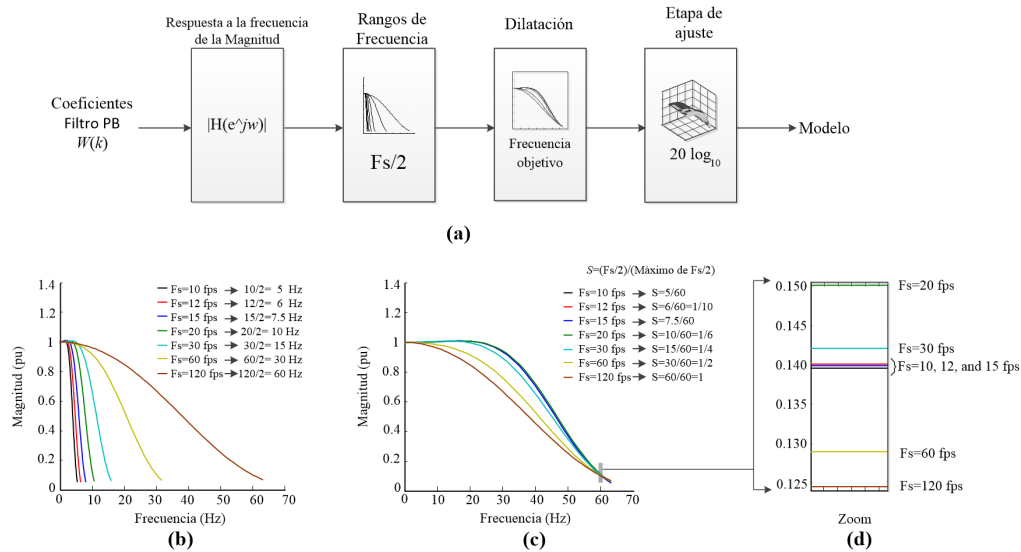 Respuesta a la frecuencia
de la Magnitud
Rangos de
Frecuencia
Dilatación
Etapa de
ajuste
Coeficientes
Filtro PB
W(k)
|H(e^jw)|
Fs/2
Frecuencia
objetivo
20 log10
Modelo
(a)
1.4
1.2
1
0.8
0.6
0.4
0.2
0
Magnitud (pu)
Fs=10 fps → 10/2= 5 Hz
Fs=12 fps → 12/2= 6 Hz
Fs=15 fps → 15/2=7.5 Hz
Fs=20 fps → 20/2= 10 Hz
Fs=30 fps → 30/2= 15 Hz
Fs=60 fps → 60/2= 30 Hz
Fs=120 fps → 120/2= 60 Hz
0 10 20 30 40 50 60 70
Frecuencia (Hz)
(b)
S=(Fs/2)/(Máximo de Fs/2)
1.4
1.2
1
0.8
0.6
0.4
0.2
0
Magnitud (pu)
Fs=10 fps → S=5/60
Fs=12 fps → S=6/60=1/10
Fs=15 fps → S=7.5/60
Fs=20 fps → S=10/60=1/6
Fs=30 fps → S=15/60=1/4
Fs=60 fps → S=30/60=1/2
Fs=120 fps → S=60/60=1
0 10 20 30 40 50 60 70
Frecuencia (Hz)
(c)
0.150
0.145
0.140
0.135
0.130
0.125
Fs=20 fps
Fs=30 fps
Fs=10, 12, and 15 fps
Fs=60 fps
Fs=120 fps
Zoom
(d)